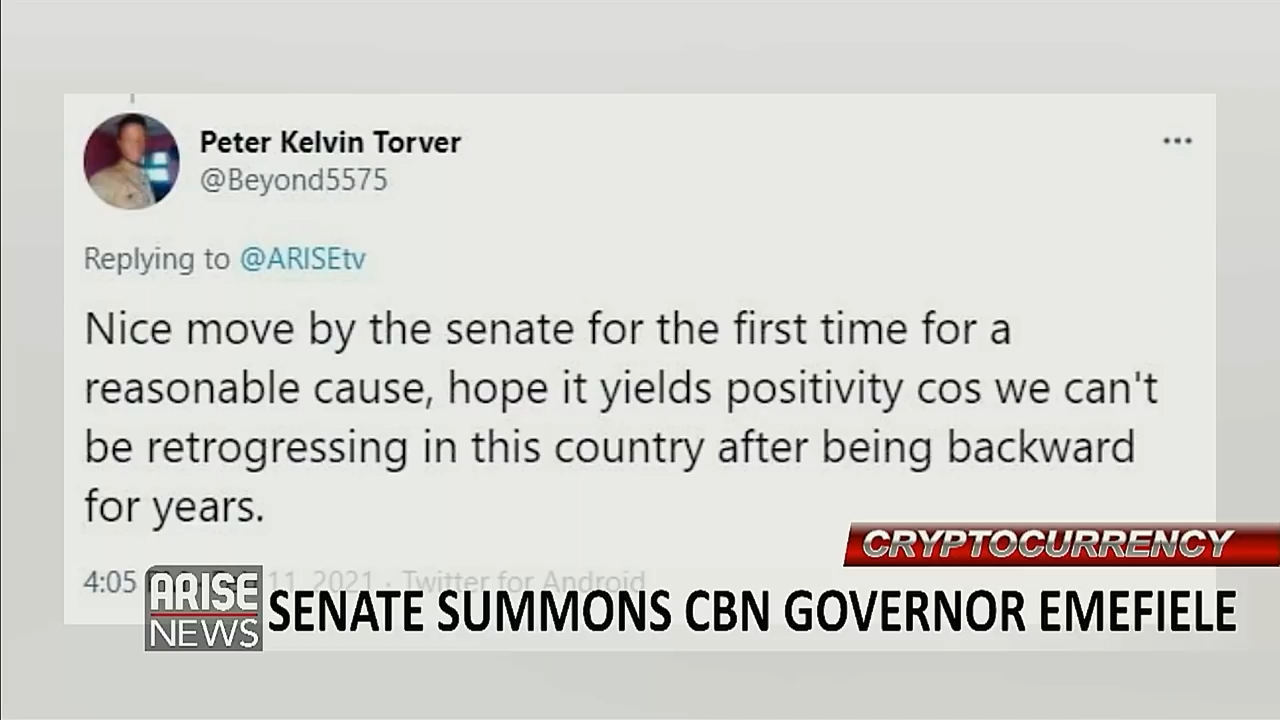 Peter Kelvin Torver
@Beyond5575
Replying to @ARISEtv
Nice move by the senate for the first time for a
reasonable cause, hope it yields positivity cos we can't
be retrogressing in this country after being backward
for years.
CRYPTOCURRENCY
4:05 11, 2021 · Twitter for Android
ARISE
NEWS
SENATE SUMMONS CBN GOVERNOR EMEFIELE